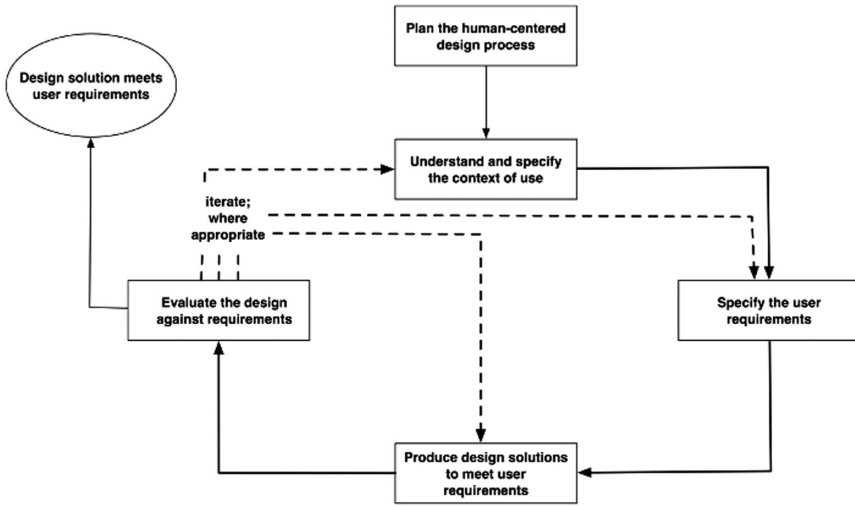 Plan the human-centered
design process
Design solution meets
user requirements
Understand and specify
the context of use
iterate;
where
appropriate
Evaluate the design
against requirements
Specify the user
requirements
Produce design solutions
to meet user
requirements